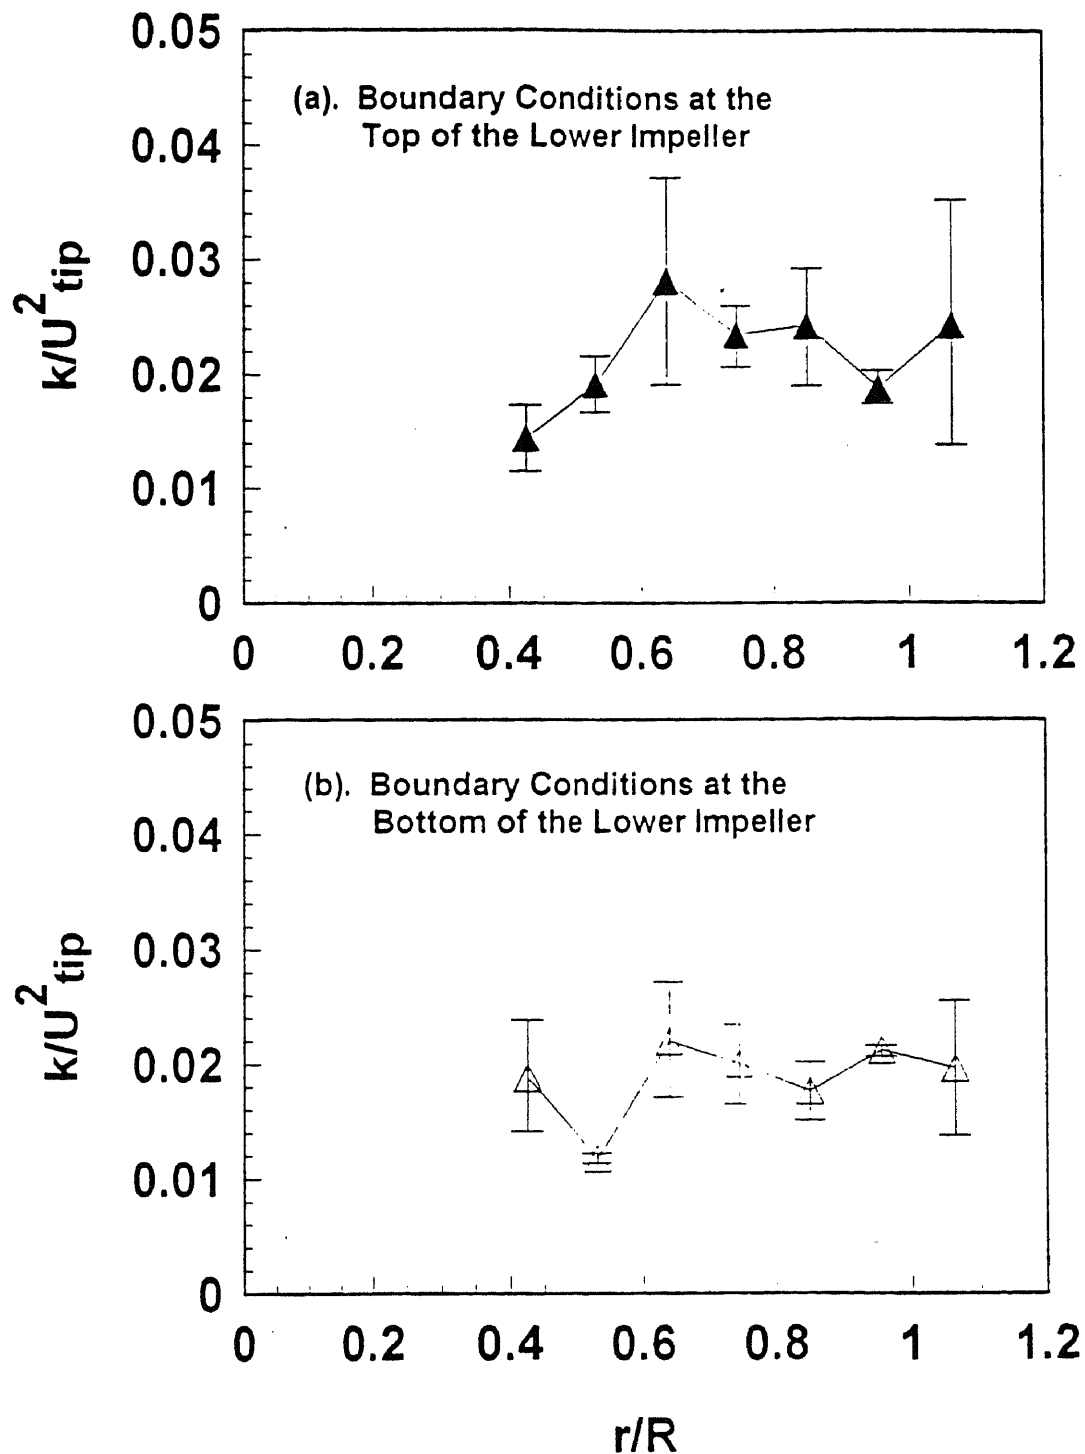 0.05
(a). Boundary Conditions at the
Top of the Lower Impeller
0.04
0.03
k/U²tip
0.02
0.01
0
0 0.2 0.4 0.6 0.8 1 1.2
0.05
(b). Boundary Conditions at the
Bottom of the Lower Impeller
0.04
0.03
k/U²tip
0.02
0.01
0
0 0.2 0.4 0.6 0.8 1 1.2
r/R